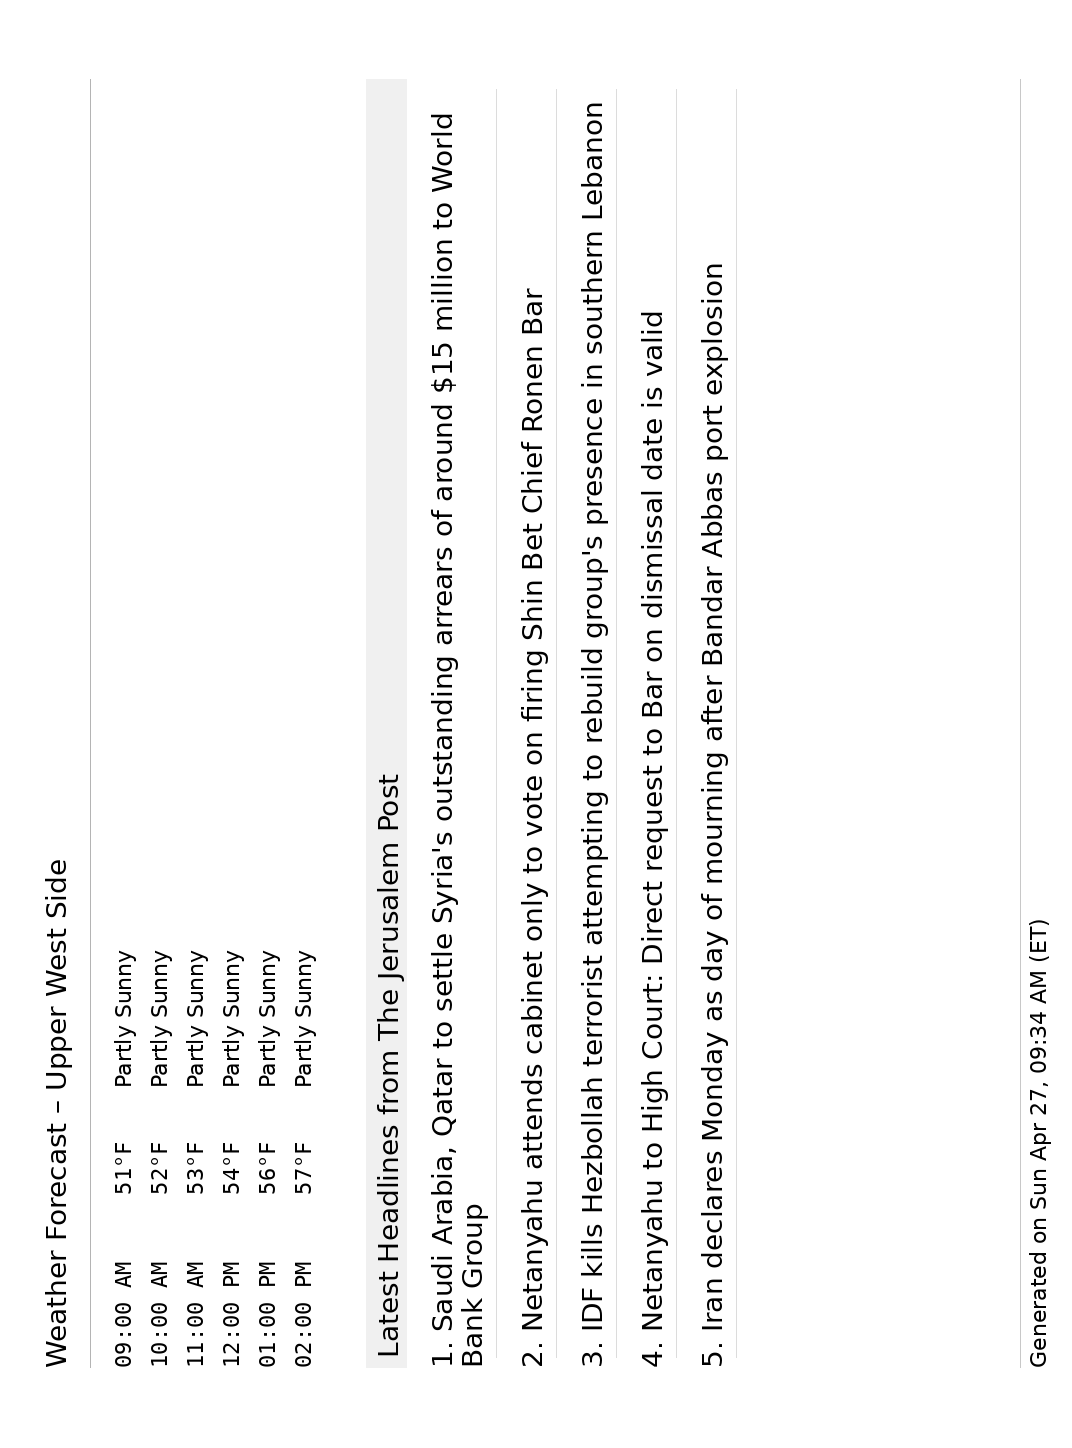 Weather Forecast – Upper West Side
09:00 AM 51°F Partly Sunny
10:00 AM 52°F Partly Sunny
11:00 AM 53°F Partly Sunny
12:00 PM 54°F Partly Sunny
01:00 PM 56°F Partly Sunny
02:00 PM 57°F Partly Sunny
Latest Headlines from The Jerusalem Post
1. Saudi Arabia, Qatar to settle Syria's outstanding arrears of around $15 million to World
Bank Group
2. Netanyahu attends cabinet only to vote on firing Shin Bet Chief Ronen Bar
3. IDF kills Hezbollah terrorist attempting to rebuild group's presence in southern Lebanon
4. Netanyahu to High Court: Direct request to Bar on dismissal date is valid
5. Iran declares Monday as day of mourning after Bandar Abbas port explosion
Generated on Sun Apr 27, 09:34 AM (ET)